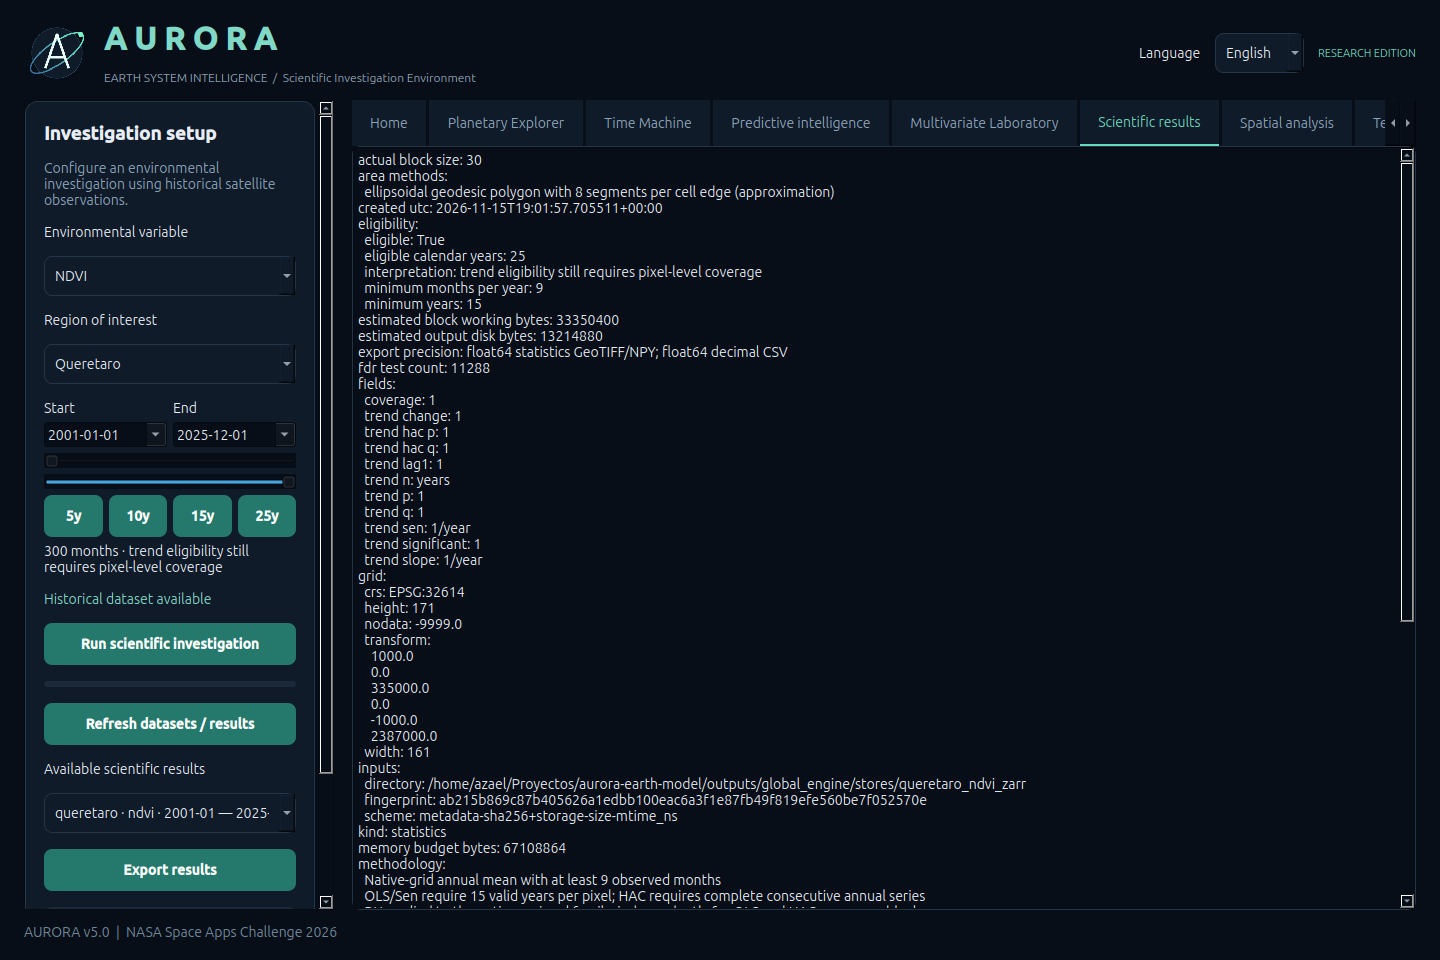 AURORA
EARTH SYSTEM INTELLIGENCE / Scientific Investigation Environment
Language
English
RESEARCH EDITION
Investigation setup
Configure an environmental
investigation using historical satellite
observations.
Environmental variable
NDVI
Region of interest
Queretaro
Start End
2001-01-01 2025-12-01
5y 10y 15y 25y
300 months · trend eligibility still
requires pixel-level coverage
Historical dataset available
Run scientific investigation
Refresh datasets / results
Available scientific results
queretaro · ndvi · 2001-01 — 2025-
Export results
Home Planetary Explorer Time Machine Predictive intelligence Multivariate Laboratory Scientific results Spatial analysis Te
actual block size: 30
area methods:
ellipsoidal geodesic polygon with 8 segments per cell edge (approximation)
created utc: 2026-11-15T19:01:57.705511+00:00
eligibility:
eligible: True
eligible calendar years: 25
interpretation: trend eligibility still requires pixel-level coverage
minimum months per year: 9
minimum years: 15
estimated block working bytes: 33350400
estimated output disk bytes: 13214880
export precision: float64 statistics GeoTIFF/NPY; float64 decimal CSV
fdr test count: 11288
fields:
coverage: 1
trend change: 1
trend hac p: 1
trend hac q: 1
trend lag1: 1
trend n: years
trend p: 1
trend q: 1
trend sen: 1/year
trend significant: 1
trend slope: 1/year
grid:
crs: EPSG:32614
height: 171
nodata: -9999.0
transform:
1000.0
0.0
335000.0
0.0
-1000.0
2387000.0
width: 161
inputs:
directory: /home/azael/Proyectos/aurora-earth-model/outputs/global_engine/stores/queretaro_ndvi_zarr
fingerprint: ab215b869c87b405626a1edbb100eac6a3f1e87fb49f819efe560be7f052570e
scheme: metadata-sha256+storage-size-mtime_ns
kind: statistics
memory budget bytes: 67108864
methodology:
Native-grid annual mean with at least 9 observed months
OLS/Sen require 15 valid years per pixel; HAC requires complete consecutive annual series
AURORA v5.0 | NASA Space Apps Challenge 2026